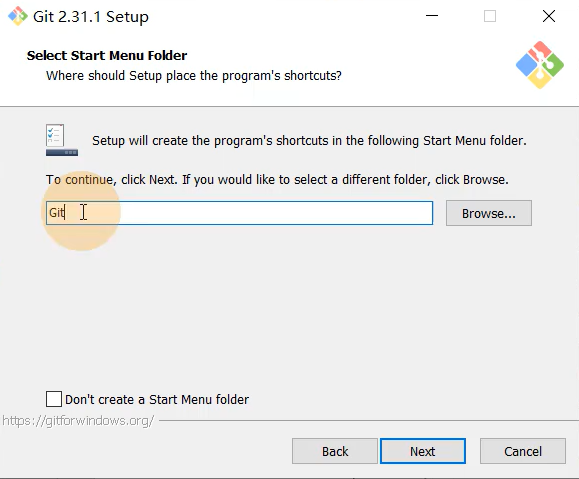 Git 2.31.1 Setup
Select Start Menu Folder
Where should Setup place the program's shortcuts?
Setup will create the program's shortcuts in the following Start Menu folder.
To continue, click Next. If you would like to select a different folder, click Browse.
Git
Browse...
Don't create a Start Menu folder
https://gitforwindows.org/
Back
Next
Cancel